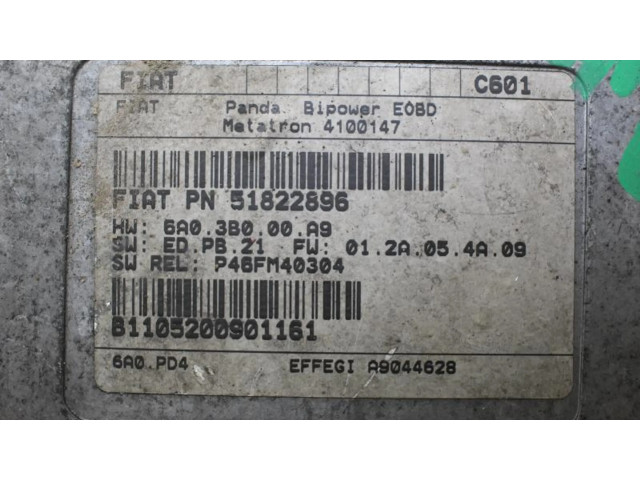 FIAT C601
FIAT Panda Bipower EOBD
Metatron 4100147
FIAT PN 51822896
HW: 6A0.3B0.00.A9
SW: ED.PB.21 FW: 01.2A.05.4A.09
SW REL: P46FM40304
81105200901161
6A0.PD4 EFFEGI A9044628